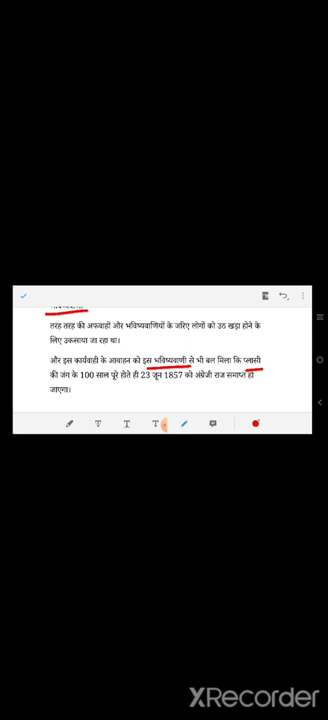 तरह तरह की अफवाहों और भविष्यवाणियों के जरिए लोगों को उठ खड़ा होने के
लिए उकसाया जा रहा था।
और इस कार्यवाही के आवाहन को इस भविष्यवाणी से भी बल मिला कि प्लासी
की जंग के 100 साल पूरे होते ही 23 जून 1857 को अंग्रेजी राज समाप्त हो
जाएगा।
XRecorder